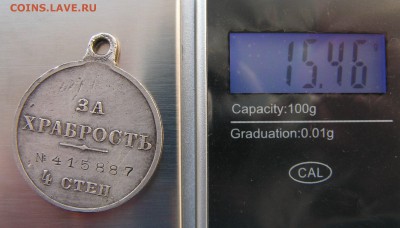 COINS.LAVE.RU
ЗА
ХРАБРОСТЬ
№ 415887
4 СТЕП
15.46
Capacity:100g
Graduation:0.01g
CAL